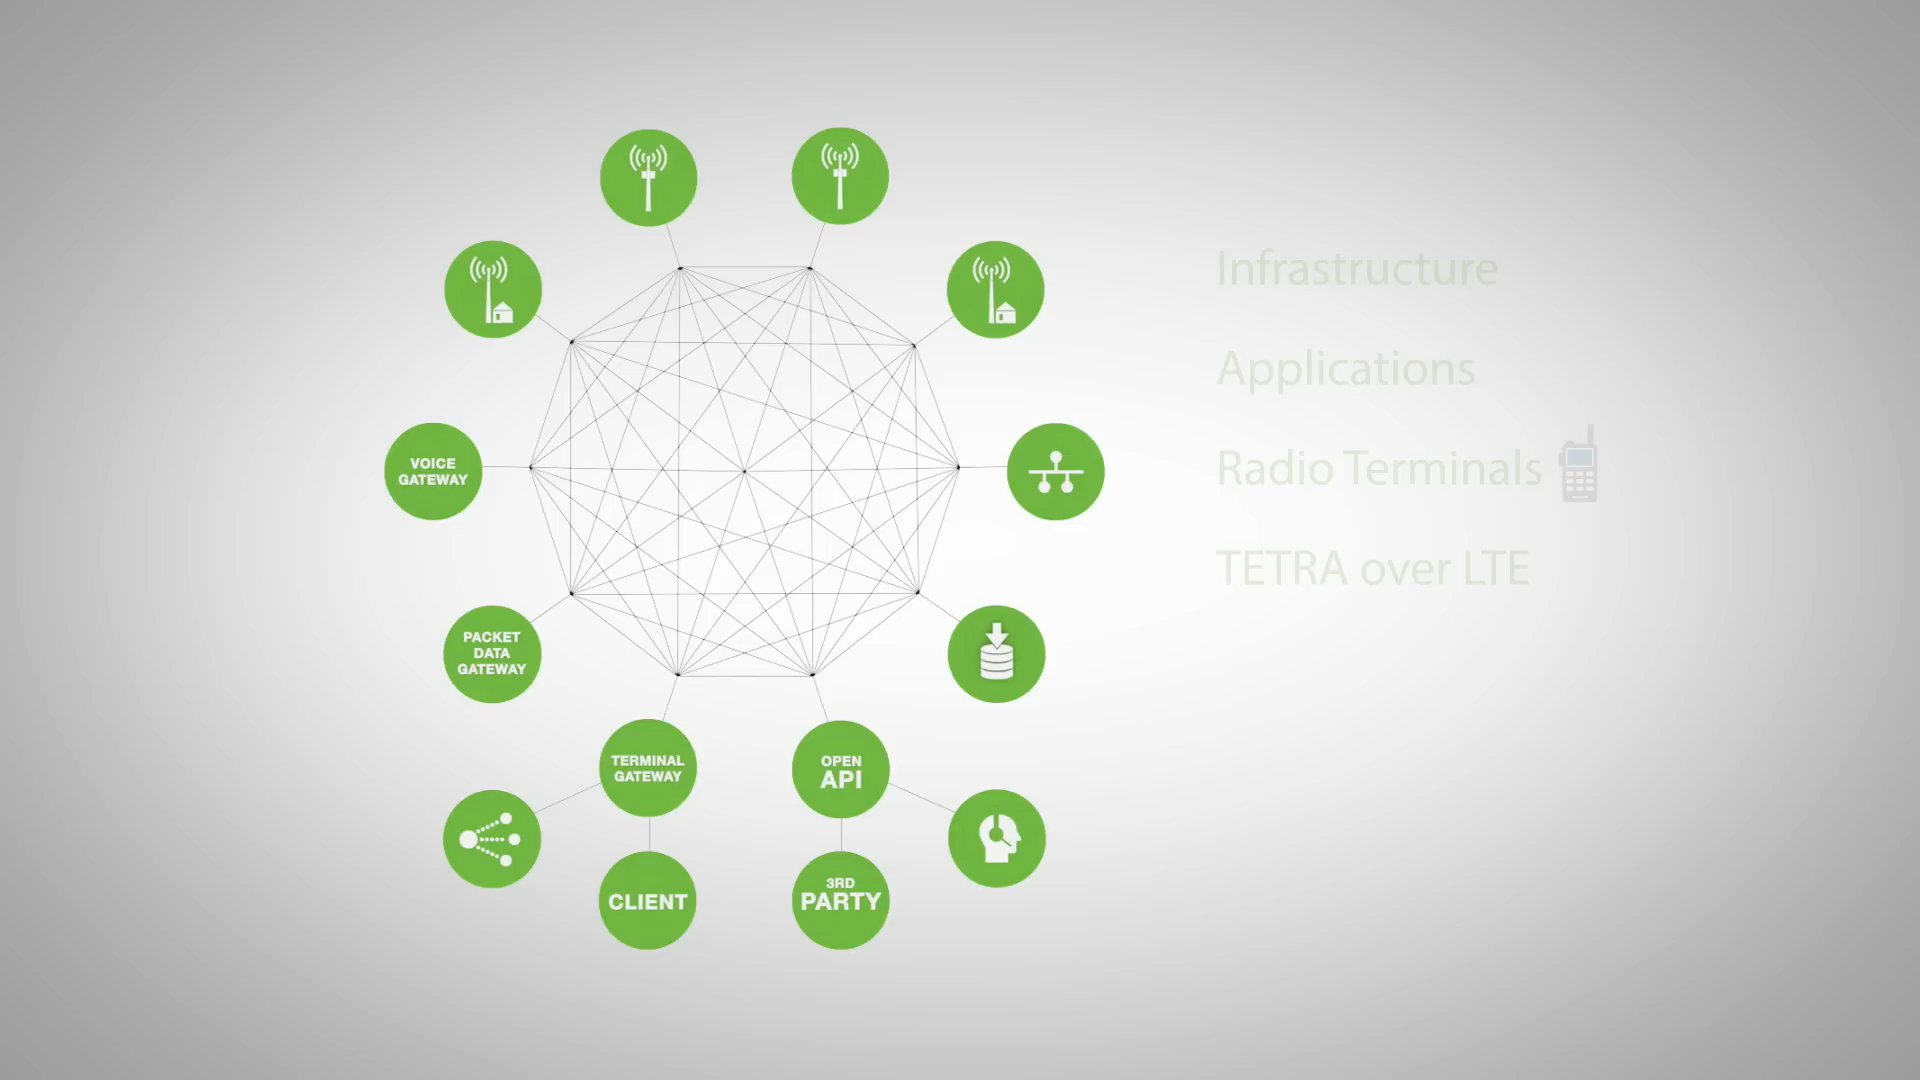 Infrastructure
Applications
VOICE
GATEWAY
Radio Terminals
TETRA over LTE
PACKET
DATA
GATEWAY
TERMINAL
GATEWAY
OPEN
API
CLIENT
3RD
PARTY